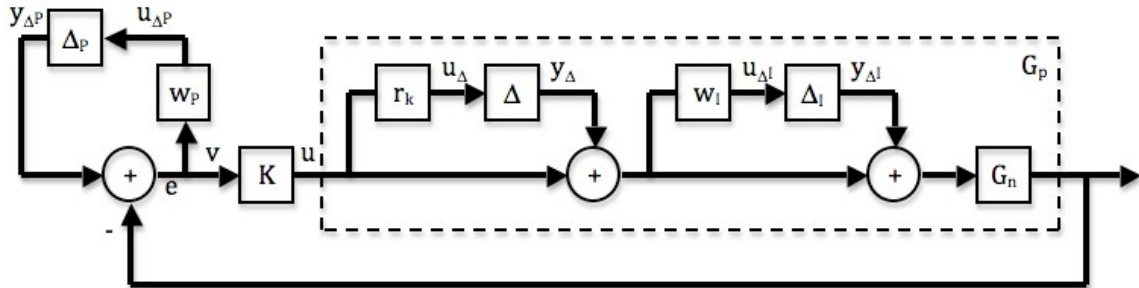 y_ΔP u_ΔP
Δ_P
w_P
G_p
u_Δ y_Δ
r_k Δ
u_ΔI y_ΔI
w_I Δ_I
+ e v K u + + G_n
-